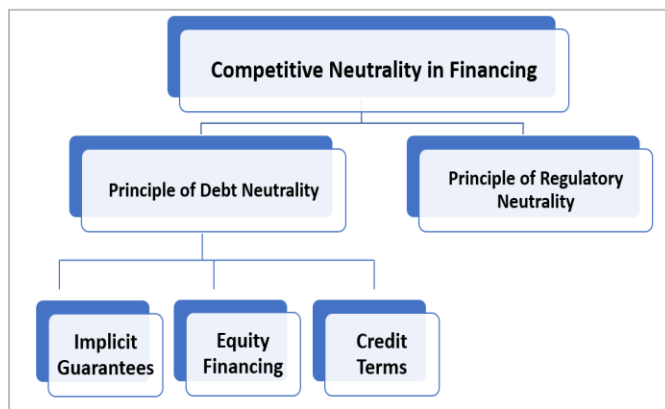 Competitive Neutrality in Financing
Principle of Debt Neutrality
Principle of Regulatory
Neutrality
Implicit
Guarantees
Equity
Financing
Credit
Terms